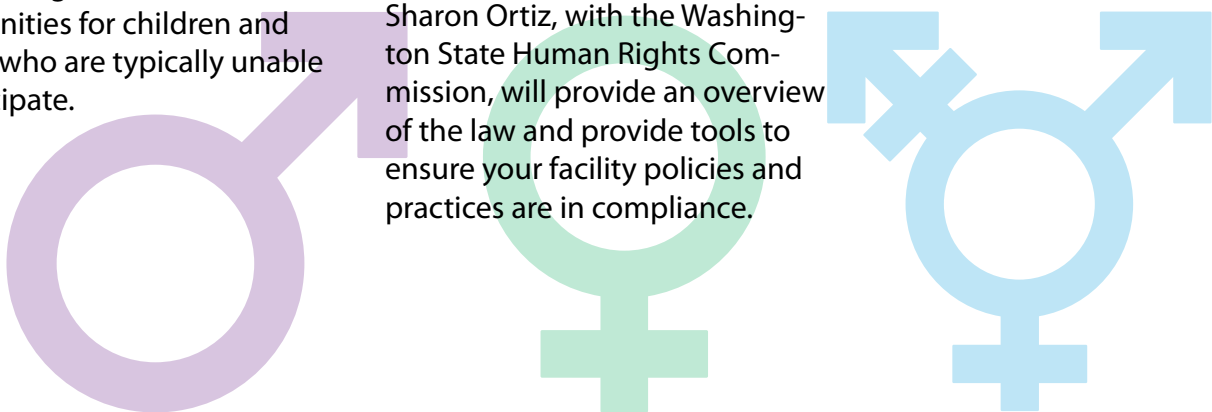 nities for children and
who are typically unable
ipate.
Sharon Ortiz, with the Washing-
ton State Human Rights Com-
mission, will provide an overview
of the law and provide tools to
ensure your facility policies and
practices are in compliance.